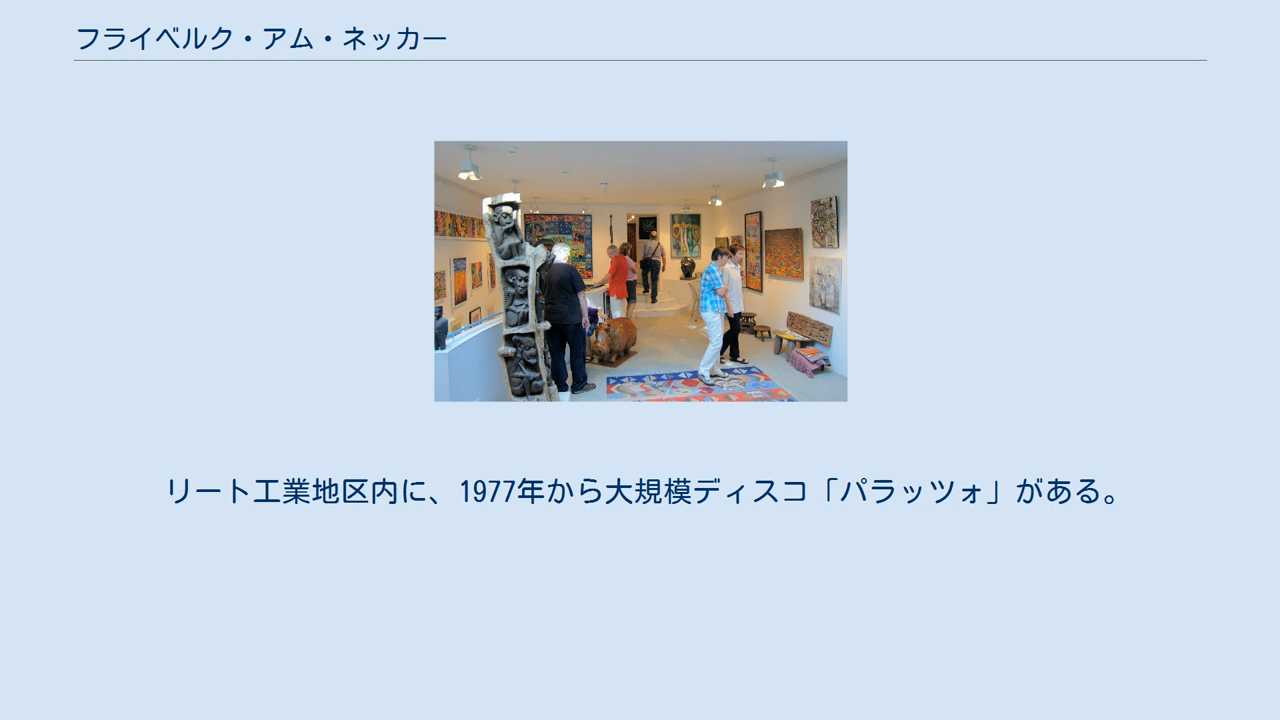 フライベルク・アム・ネッカー
リート工業地区内に、1977年から大規模ディスコ「パラッツォ」がある。